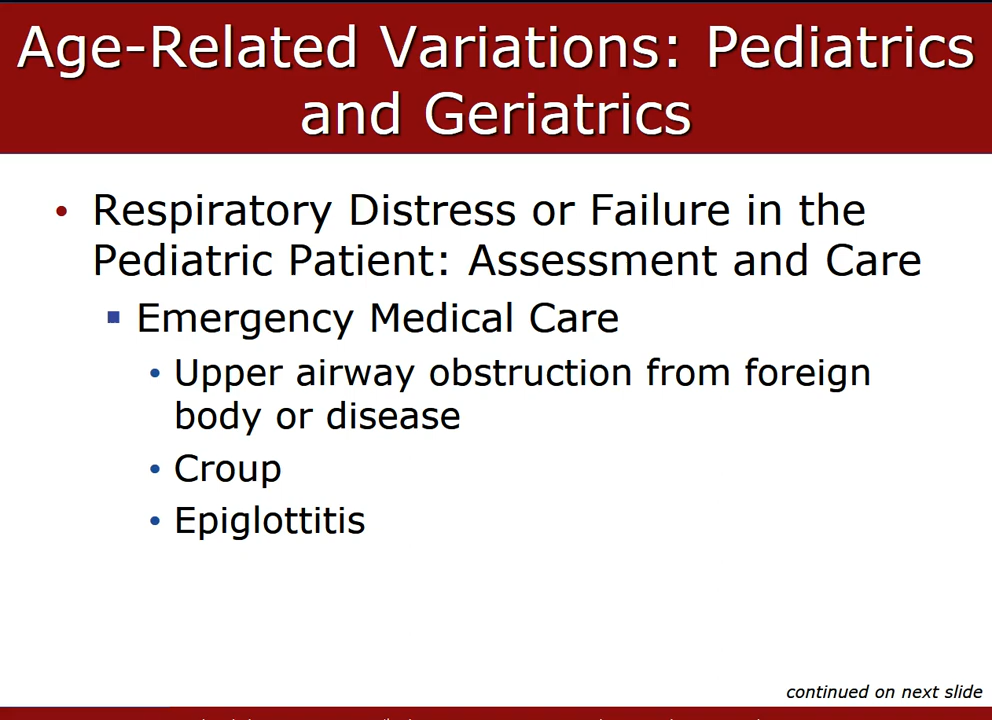 Age-Related Variations: Pediatrics
and Geriatrics
• Respiratory Distress or Failure in the
Pediatric Patient: Assessment and Care
▪ Emergency Medical Care
• Upper airway obstruction from foreign
body or disease
• Croup
• Epiglottitis
continued on next slide